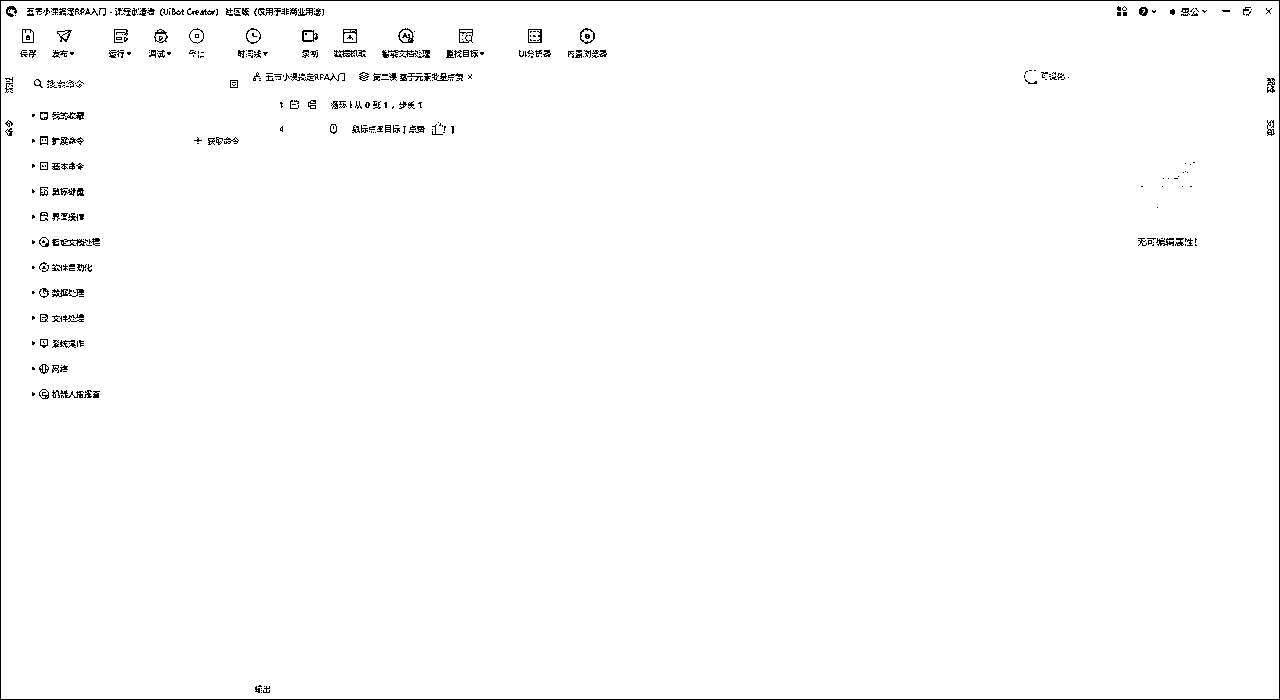 五节小课搞定RPA入门 - 流程创造者 (UiBot Creator) 社区版 (仅用于非商业用途)
愚公
保存 发布 运行 调试 停止 时间线 录制 数据抓取 智能文档处理 查找目标 UI分析器 内置浏览器
搜索命令
五节小课搞定RPA入门
第二课 基于元素批量点赞 ×
可视化
1 循环 i 从 0 到 1 ，步长 1
4 鼠标点击目标 [ 点赞 ]
我的收藏
扩展命令
获取命令
基本命令
鼠标键盘
界面操作
智能文档处理
软件自动化
数据处理
文件处理
系统操作
网络
机器人指挥官
无可编辑属性!
输出